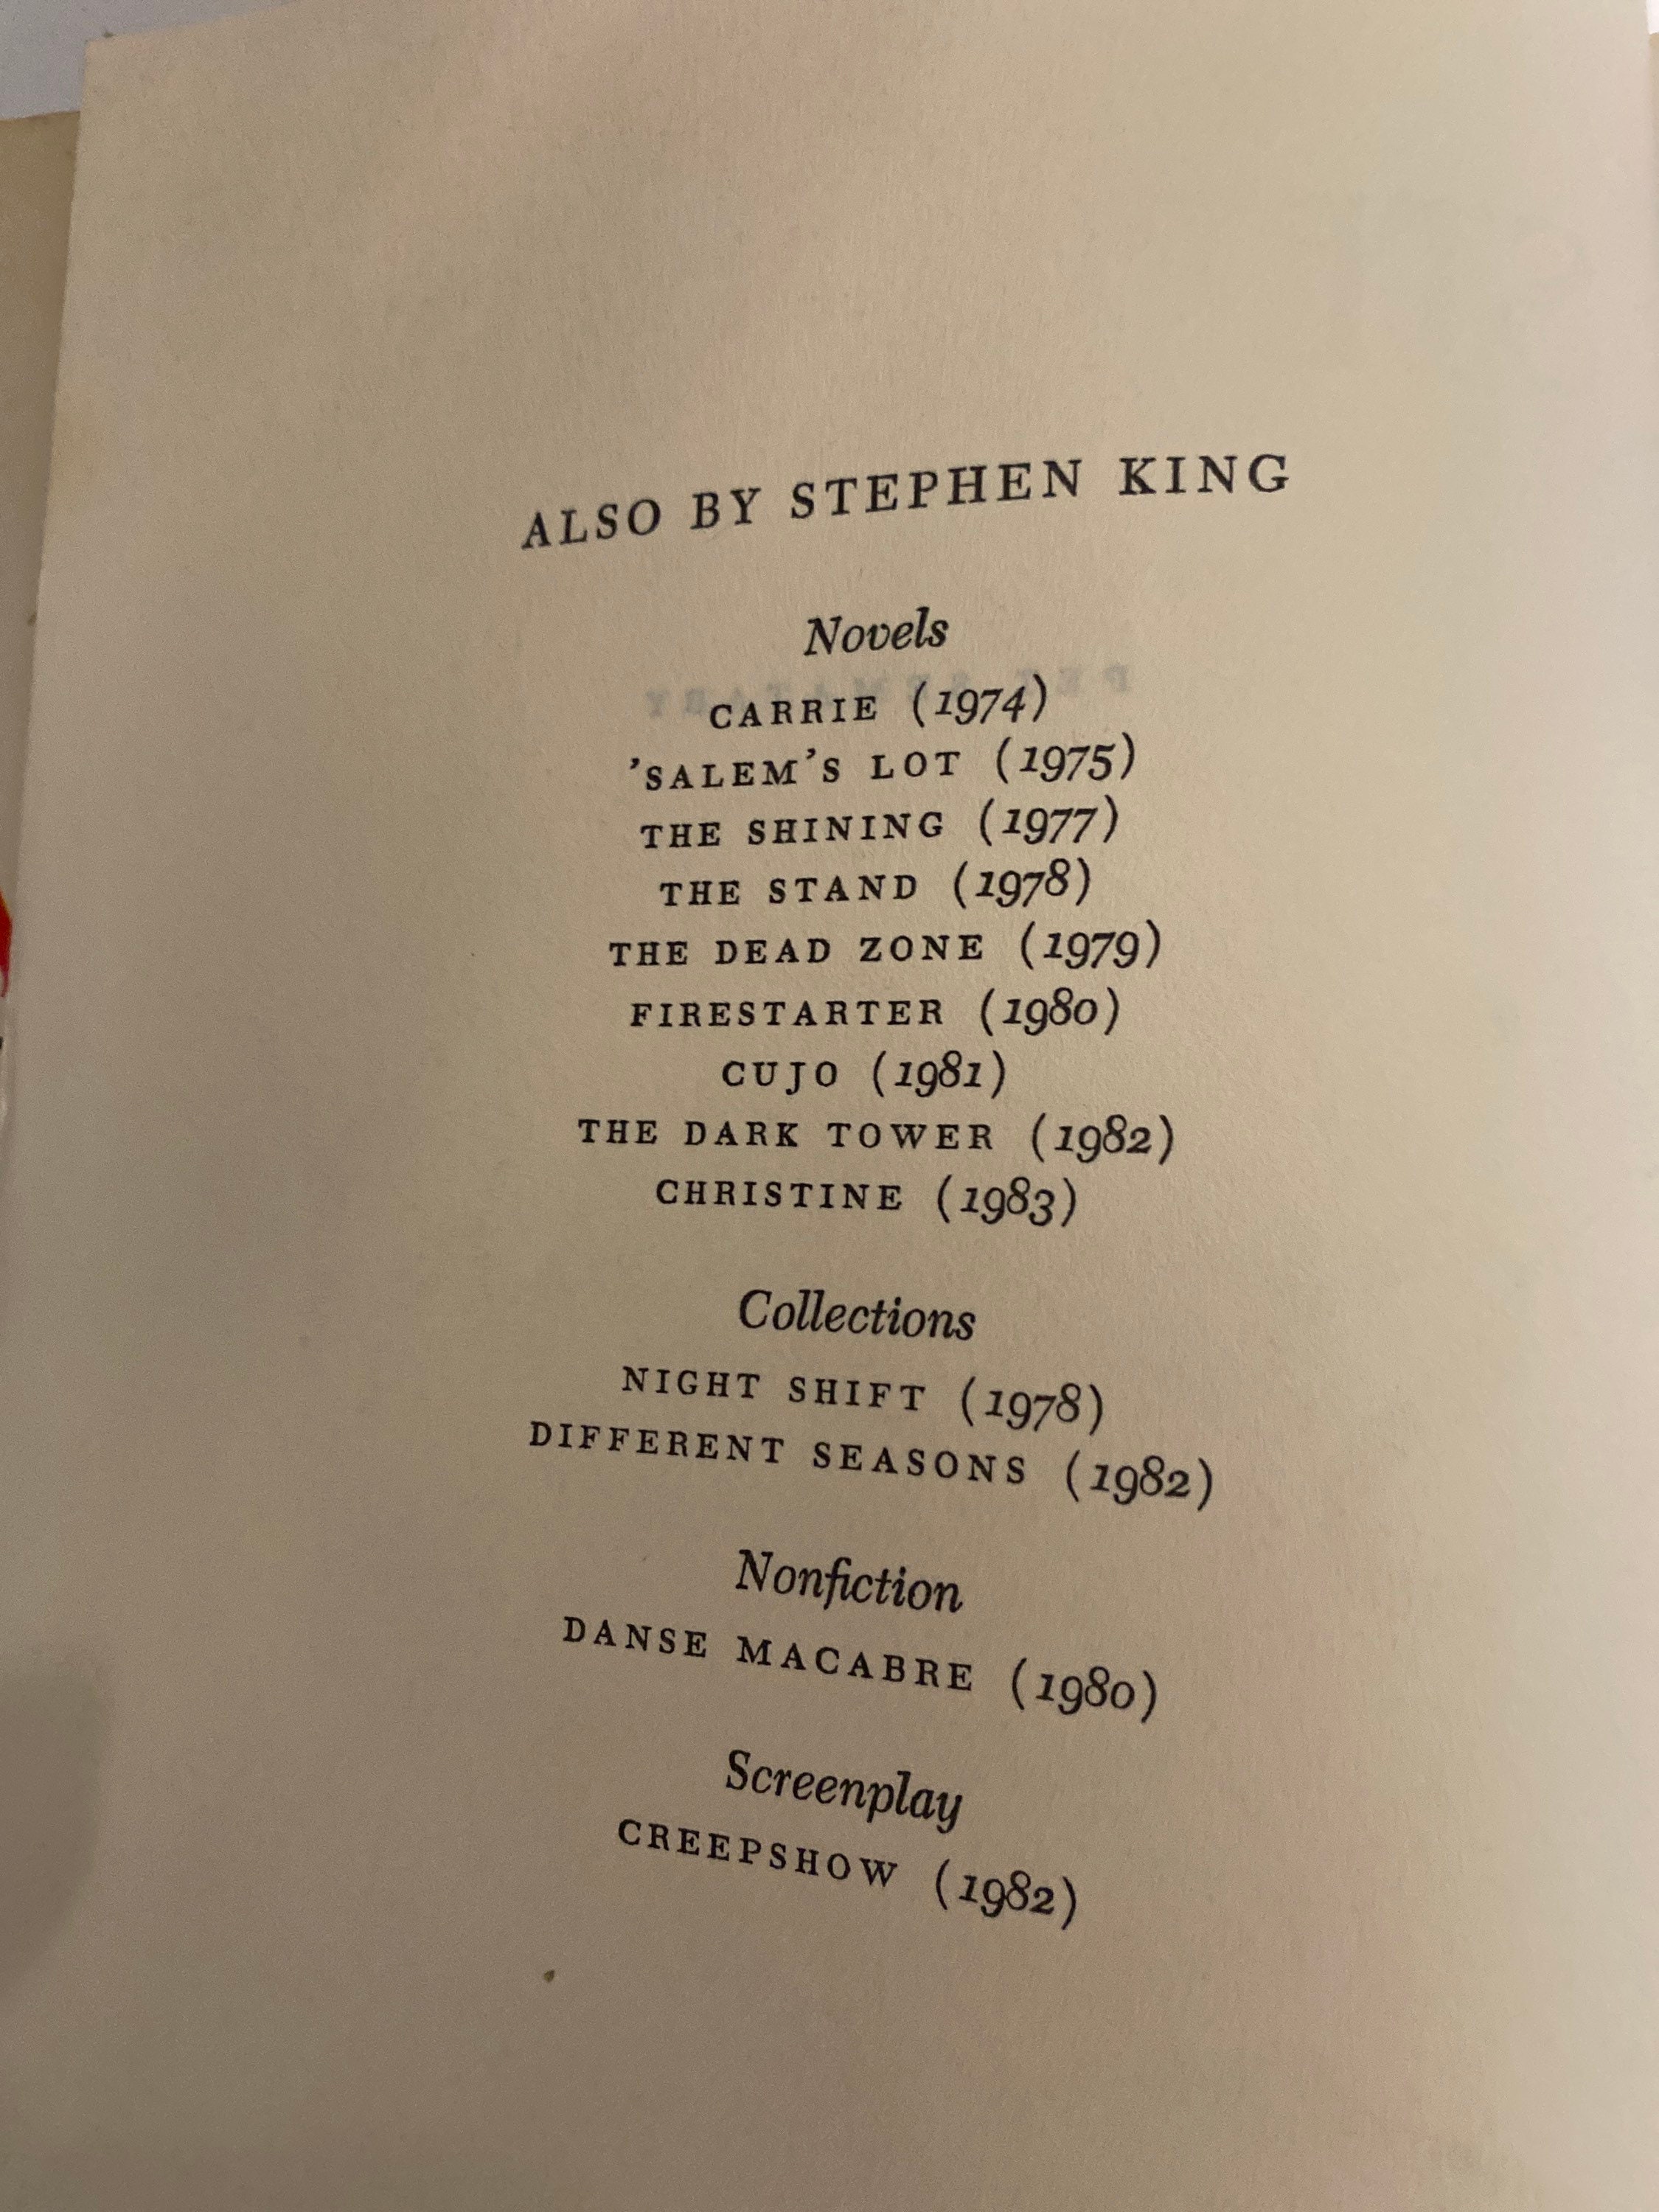 ALSO BY STEPHEN KING
Novels
CARRIE (1974)
'SALEM'S LOT (1975)
THE SHINING (1977)
THE STAND (1978)
THE DEAD ZONE (1979)
FIRESTARTER (1980)
CUJO (1981)
THE DARK TOWER (1982)
CHRISTINE (1983)
Collections
NIGHT SHIFT (1978)
DIFFERENT SEASONS (1982)
Nonfiction
DANSE MACABRE (1980)
Screenplay
CREEPSHOW (1982)